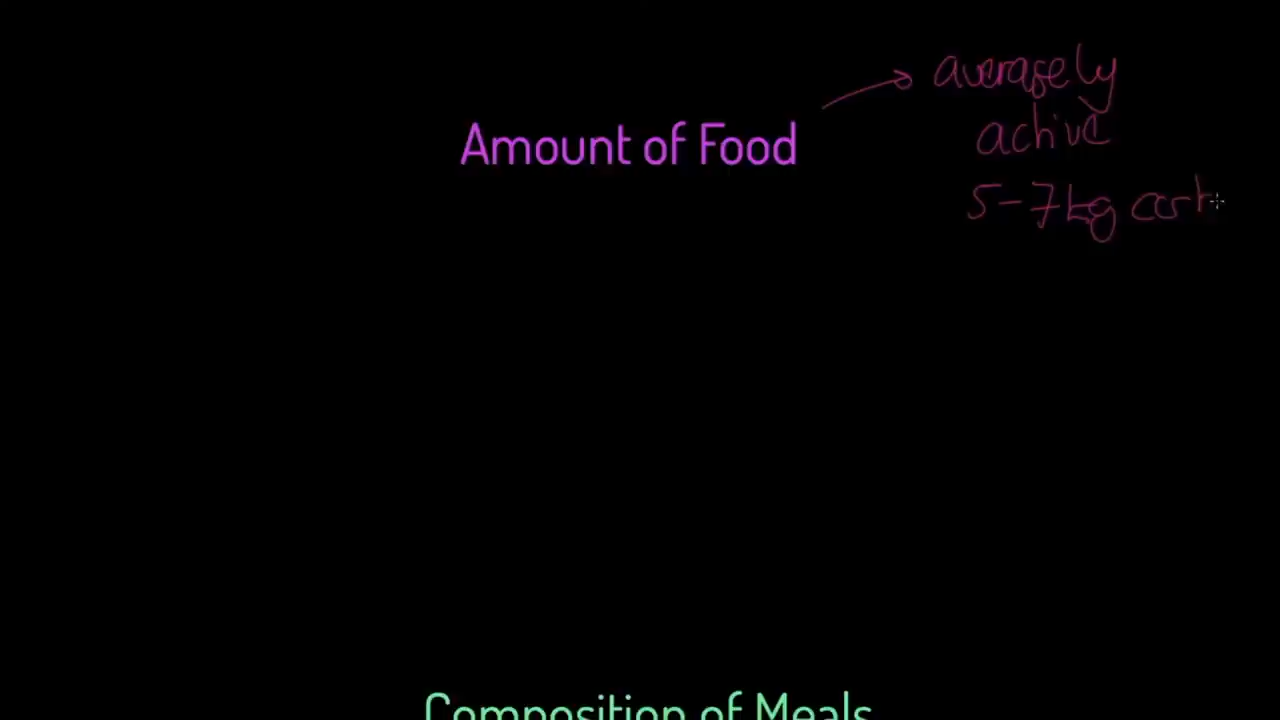 averagely
Amount of Food
active
5-7kg carb
Composition of Meals